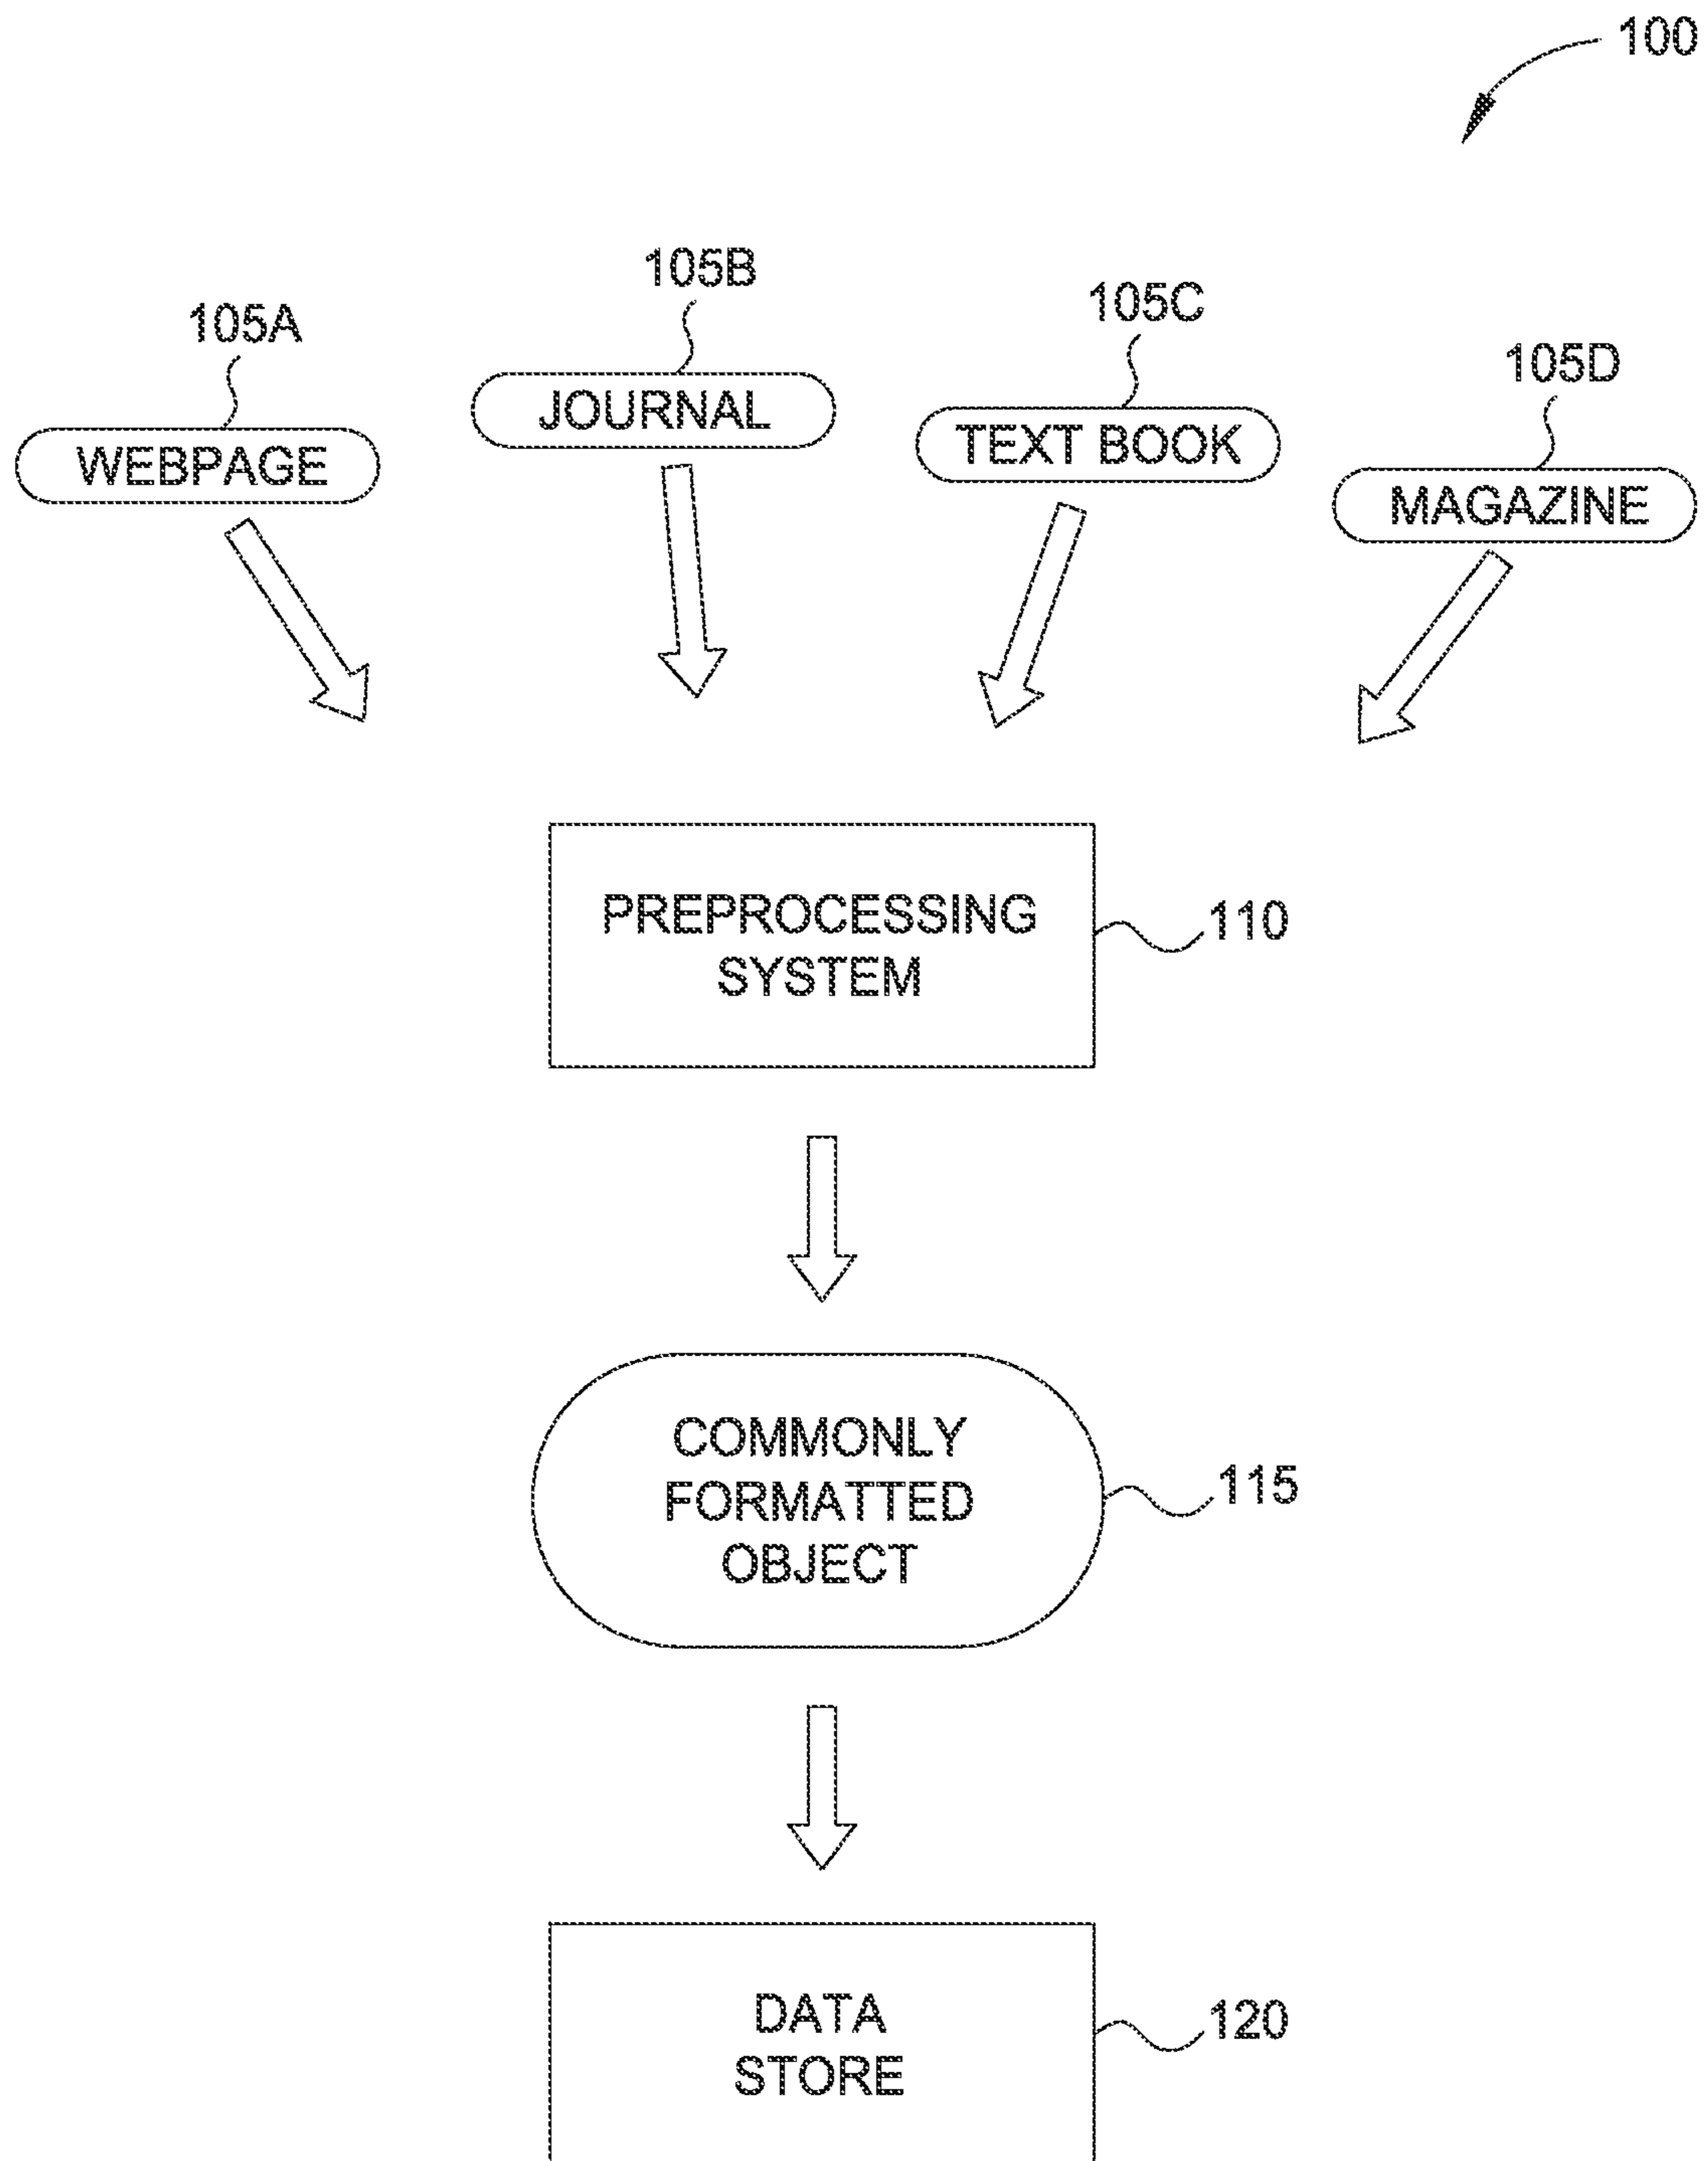 100
105B
105C
105A
105D
JOURNAL
TEXT BOOK
WEBPAGE
MAGAZINE
PREPROCESSING
SYSTEM
110
COMMONLY
FORMATTED
OBJECT
115
DATA
STORE
120